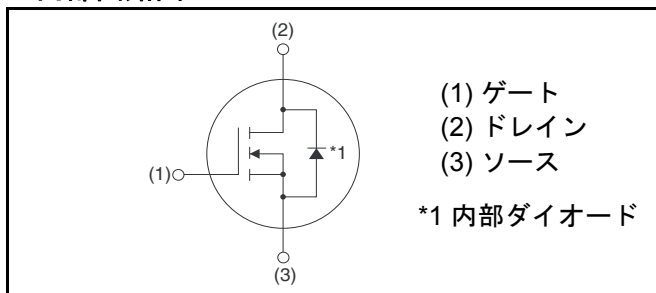 (2)
*1
(1)
(3)
(1) ゲート
(2) ドレイン
(3) ソース
*1 内部ダイオード